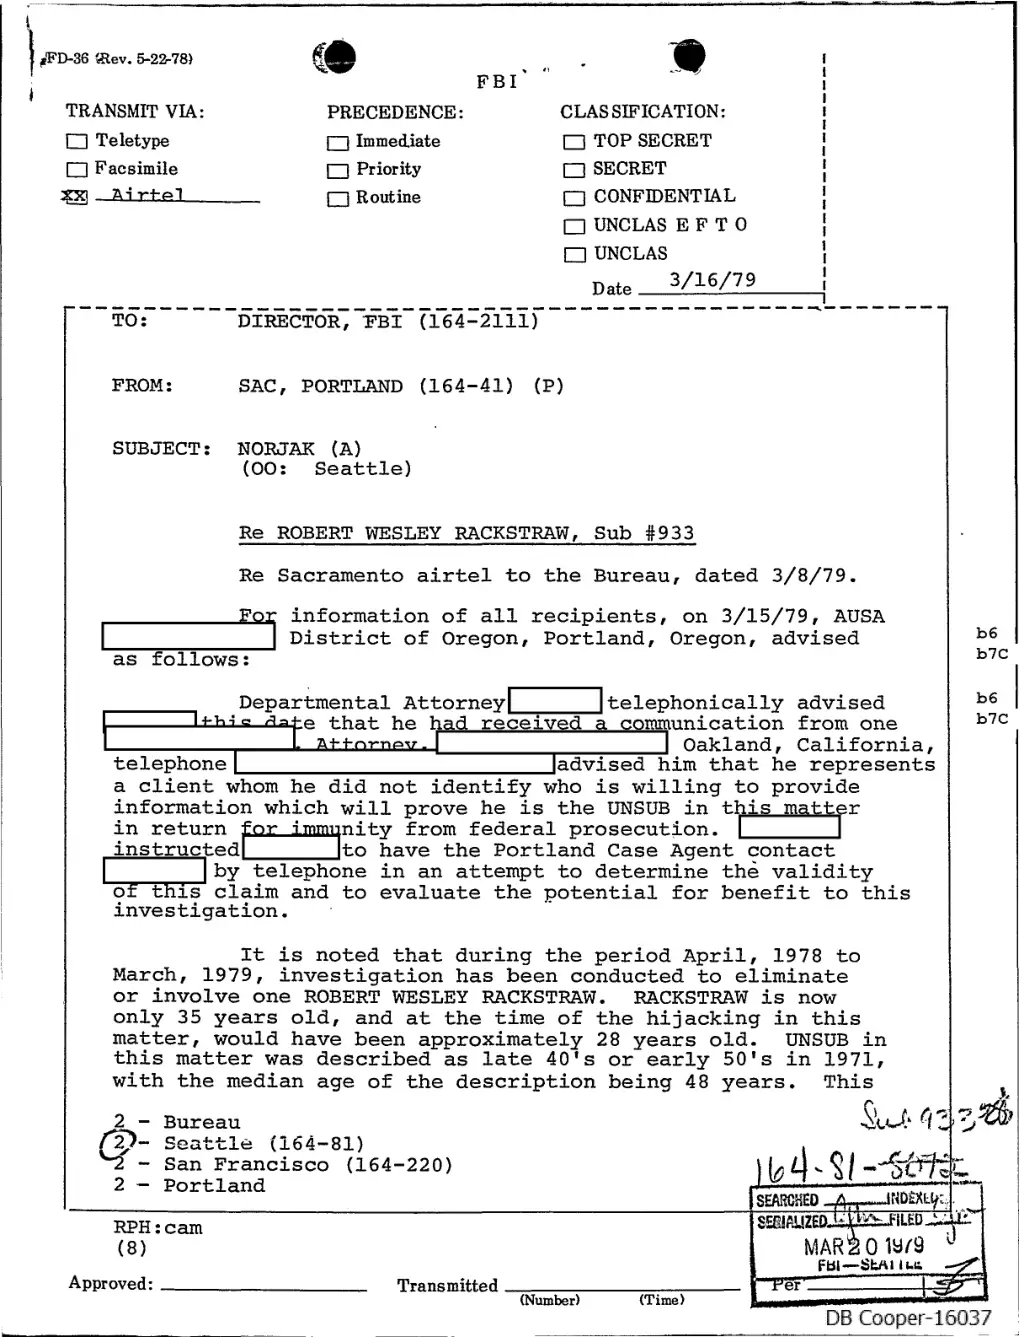 FD-36 (Rev. 5-22-78)
FBI
TRANSMIT VIA:
Teletype
Facsimile
XX Airtel
PRECEDENCE:
Immediate
Priority
Routine
CLASSIFICATION:
TOP SECRET
SECRET
CONFIDENTIAL
UNCLAS E F T O
UNCLAS
Date 3/16/79
TO: DIRECTOR, FBI (164-2111)
FROM: SAC, PORTLAND (164-41) (P)
SUBJECT: NORJAK (A)
(OO: Seattle)
Re ROBERT WESLEY RACKSTRAW, Sub #933
Re Sacramento airtel to the Bureau, dated 3/8/79.
For information of all recipients, on 3/15/79, AUSA
District of Oregon, Portland, Oregon, advised
as follows:
b6
b7C
Departmental Attorney telephonically advised
this date that he had received a communication from one
, Attorney, Oakland, California,
telephone advised him that he represents
a client whom he did not identify who is willing to provide
information which will prove he is the UNSUB in this matter
in return for immunity from federal prosecution.
instructed to have the Portland Case Agent contact
by telephone in an attempt to determine the validity
of this claim and to evaluate the potential for benefit to this
investigation.
b6
b7C
It is noted that during the period April, 1978 to
March, 1979, investigation has been conducted to eliminate
or involve one ROBERT WESLEY RACKSTRAW. RACKSTRAW is now
only 35 years old, and at the time of the hijacking in this
matter, would have been approximately 28 years old. UNSUB in
this matter was described as late 40's or early 50's in 1971,
with the median age of the description being 48 years. This
2 - Bureau
2 - Seattle (164-81)
2 - San Francisco (164-220)
2 - Portland
RPH:cam
(8)
Sub 933
164-81-
SEARCHED INDEXED
SERIALIZED FILED
MAR 20 1979
FBI—SEATTLE
Approved: Transmitted Per
(Number) (Time)
DB Cooper-16037